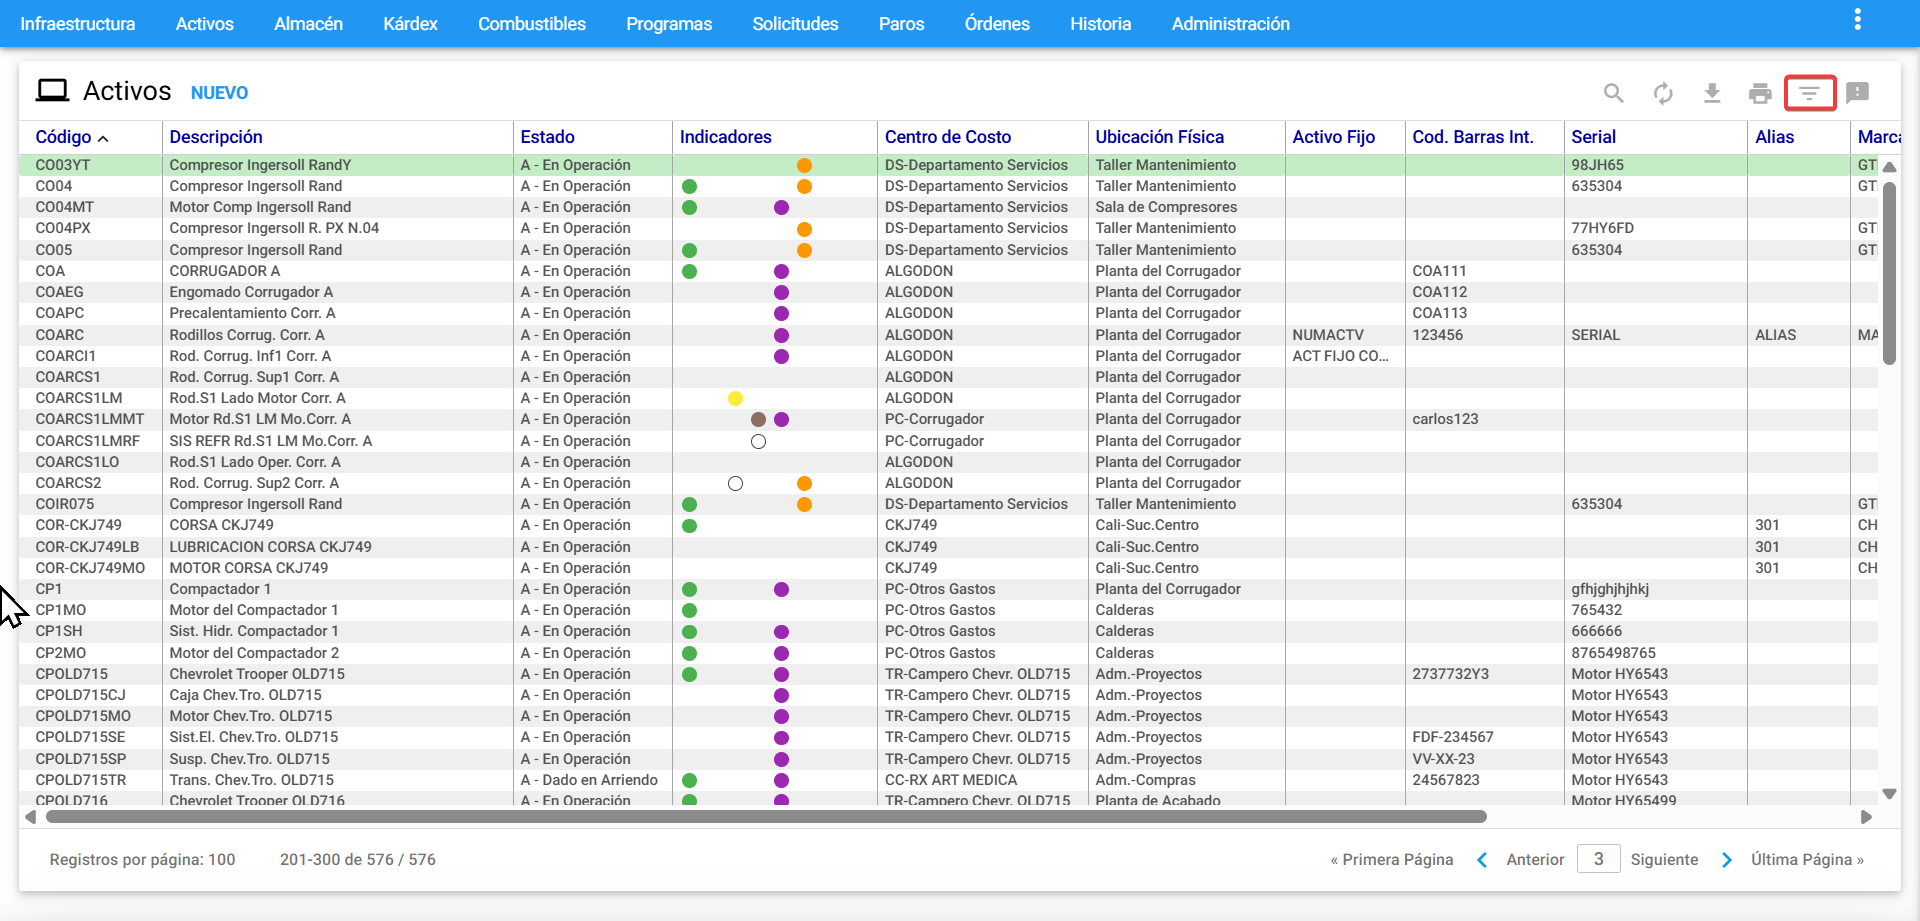 Infraestructura Activos Almacén Kárdex Combustibles Programas Solicitudes Paros Órdenes Historia Administración
Activos NUEVO
Código Descripción Estado Indicadores Centro de Costo Ubicación Física Activo Fijo Cod. Barras Int. Serial Alias Marca
CO03YT Compresor Ingersoll RandY A - En Operación DS-Departamento Servicios Taller Mantenimiento 98JH65 GT
CO04 Compresor Ingersoll Rand A - En Operación DS-Departamento Servicios Taller Mantenimiento 635304 GT
CO04MT Motor Comp Ingersoll Rand A - En Operación DS-Departamento Servicios Sala de Compresores
CO04PX Compresor Ingersoll R. PX N.04 A - En Operación DS-Departamento Servicios Taller Mantenimiento 77HY6FD GT
CO05 Compresor Ingersoll Rand A - En Operación DS-Departamento Servicios Taller Mantenimiento 635304 GT
COA CORRUGADOR A A - En Operación ALGODON Planta del Corrugador COA111
COAEG Engomado Corrugador A A - En Operación ALGODON Planta del Corrugador COA112
COAPC Precalentamiento Corr. A A - En Operación ALGODON Planta del Corrugador COA113
COARC Rodillos Corrug. Corr. A A - En Operación ALGODON Planta del Corrugador NUMACTV 123456 SERIAL ALIAS MA
COARCI1 Rod. Corrug. Inf1 Corr. A A - En Operación ALGODON Planta del Corrugador ACT FIJO CO...
COARCS1 Rod. Corrug. Sup1 Corr. A A - En Operación ALGODON Planta del Corrugador
COARCS1LM Rod.S1 Lado Motor Corr. A A - En Operación ALGODON Planta del Corrugador
COARCS1LMMT Motor Rd.S1 LM Mo.Corr. A A - En Operación PC-Corrugador Planta del Corrugador carlos123
COARCS1LMRF SIS REFR Rd.S1 LM Mo.Corr. A A - En Operación PC-Corrugador Planta del Corrugador
COARCS1LO Rod.S1 Lado Oper. Corr. A A - En Operación ALGODON Planta del Corrugador
COARCS2 Rod. Corrug. Sup2 Corr. A A - En Operación ALGODON Planta del Corrugador
COIR075 Compresor Ingersoll Rand A - En Operación DS-Departamento Servicios Taller Mantenimiento 635304 GT
COR-CKJ749 CORSA CKJ749 A - En Operación CKJ749 Cali-Suc.Centro 301 CH
COR-CKJ749LB LUBRICACION CORSA CKJ749 A - En Operación CKJ749 Cali-Suc.Centro 301 CH
COR-CKJ749MO MOTOR CORSA CKJ749 A - En Operación CKJ749 Cali-Suc.Centro 301 CH
CP1 Compactador 1 A - En Operación PC-Otros Gastos Planta del Corrugador gfhjghjhjhkj
CP1MO Motor del Compactador 1 A - En Operación PC-Otros Gastos Calderas 765432
CP1SH Sist. Hidr. Compactador 1 A - En Operación PC-Otros Gastos Calderas 666666
CP2MO Motor del Compactador 2 A - En Operación PC-Otros Gastos Calderas 8765498765
CPOLD715 Chevrolet Trooper OLD715 A - En Operación TR-Campero Chevr. OLD715 Adm.-Proyectos 2737732Y3 Motor HY6543
CPOLD715CJ Caja Chev.Tro. OLD715 A - En Operación TR-Campero Chevr. OLD715 Adm.-Proyectos Motor HY6543
CPOLD715MO Motor Chev.Tro. OLD715 A - En Operación TR-Campero Chevr. OLD715 Adm.-Proyectos Motor HY6543
CPOLD715SE Sist.El. Chev.Tro. OLD715 A - En Operación TR-Campero Chevr. OLD715 Adm.-Proyectos FDF-234567 Motor HY6543
CPOLD715SP Susp. Chev.Tro. OLD715 A - En Operación TR-Campero Chevr. OLD715 Adm.-Proyectos VV-XX-23 Motor HY6543
CPOLD715TR Trans. Chev.Tro. OLD715 A - Dado en Arriendo CC-RX ART MEDICA Adm.-Compras 24567823 Motor HY6543
CPOLD716 Chevrolet Trooper OLD716 A - En Operación TR-Campero Chevr. OLD715 Planta de Acabado Motor HY65499
Registros por página: 100 201-300 de 576 / 576 « Primera Página Anterior 3 Siguiente Última Página »